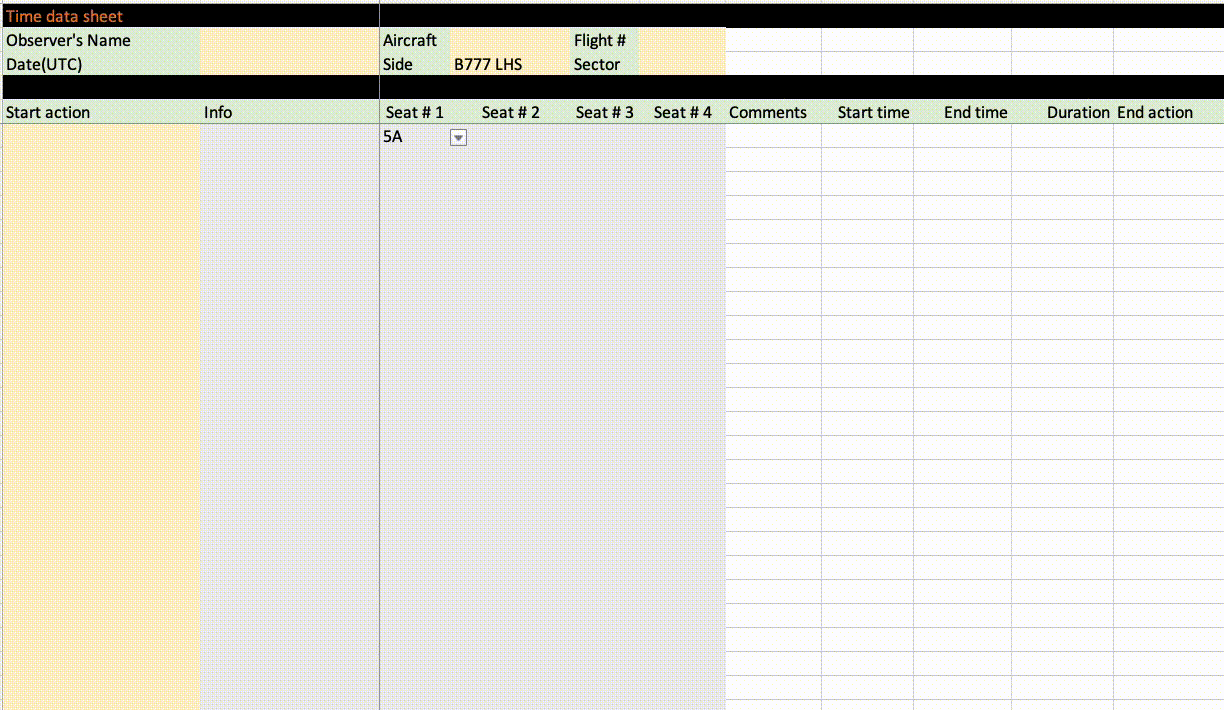 Time data sheet
Observer's Name Aircraft Flight #
Date(UTC) Side B777 LHS Sector
Start action Info Seat # 1 Seat # 2 Seat # 3 Seat # 4 Comments Start time End time Duration End action
5A